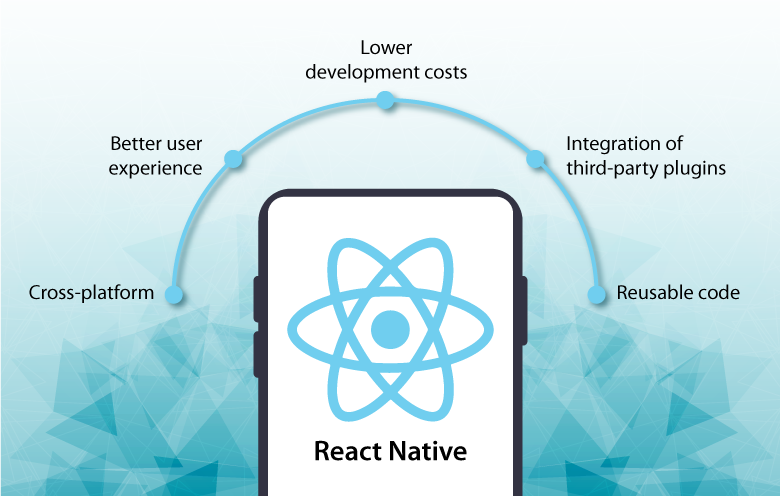 Lower
development costs
Better user
experience
Integration of
third-party plugins
Cross-platform
Reusable code
React Native